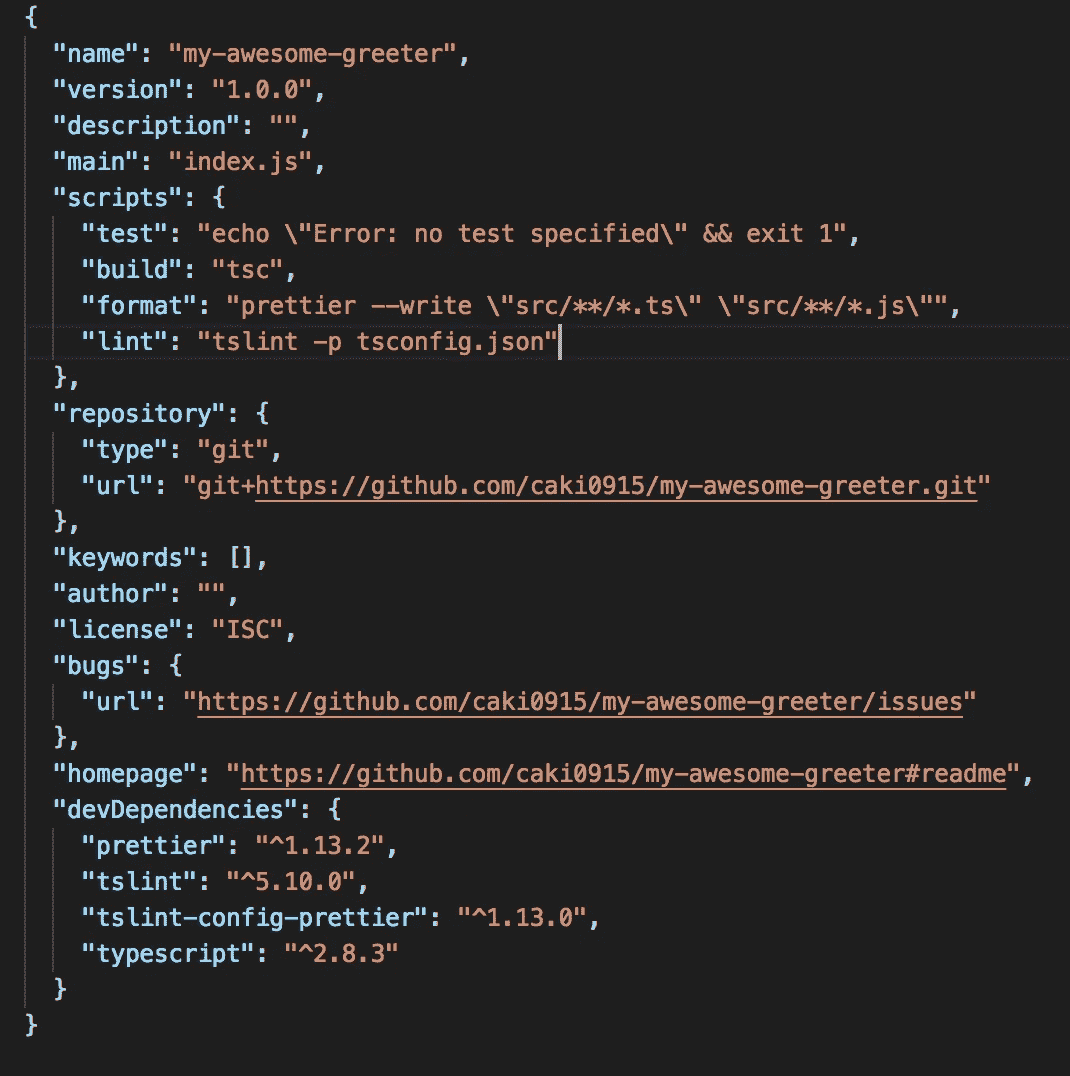 {
  "name": "my-awesome-greeter",
  "version": "1.0.0",
  "description": "",
  "main": "index.js",
  "scripts": {
    "test": "echo \"Error: no test specified\" && exit 1",
    "build": "tsc",
    "format": "prettier --write \"src/**/*.ts\" \"src/**/*.js\"",
    "lint": "tslint -p tsconfig.json"
  },
  "repository": {
    "type": "git",
    "url": "git+https://github.com/caki0915/my-awesome-greeter.git"
  },
  "keywords": [],
  "author": "",
  "license": "ISC",
  "bugs": {
    "url": "https://github.com/caki0915/my-awesome-greeter/issues"
  },
  "homepage": "https://github.com/caki0915/my-awesome-greeter#readme",
  "devDependencies": {
    "prettier": "^1.13.2",
    "tslint": "^5.10.0",
    "tslint-config-prettier": "^1.13.0",
    "typescript": "^2.8.3"
  }
}